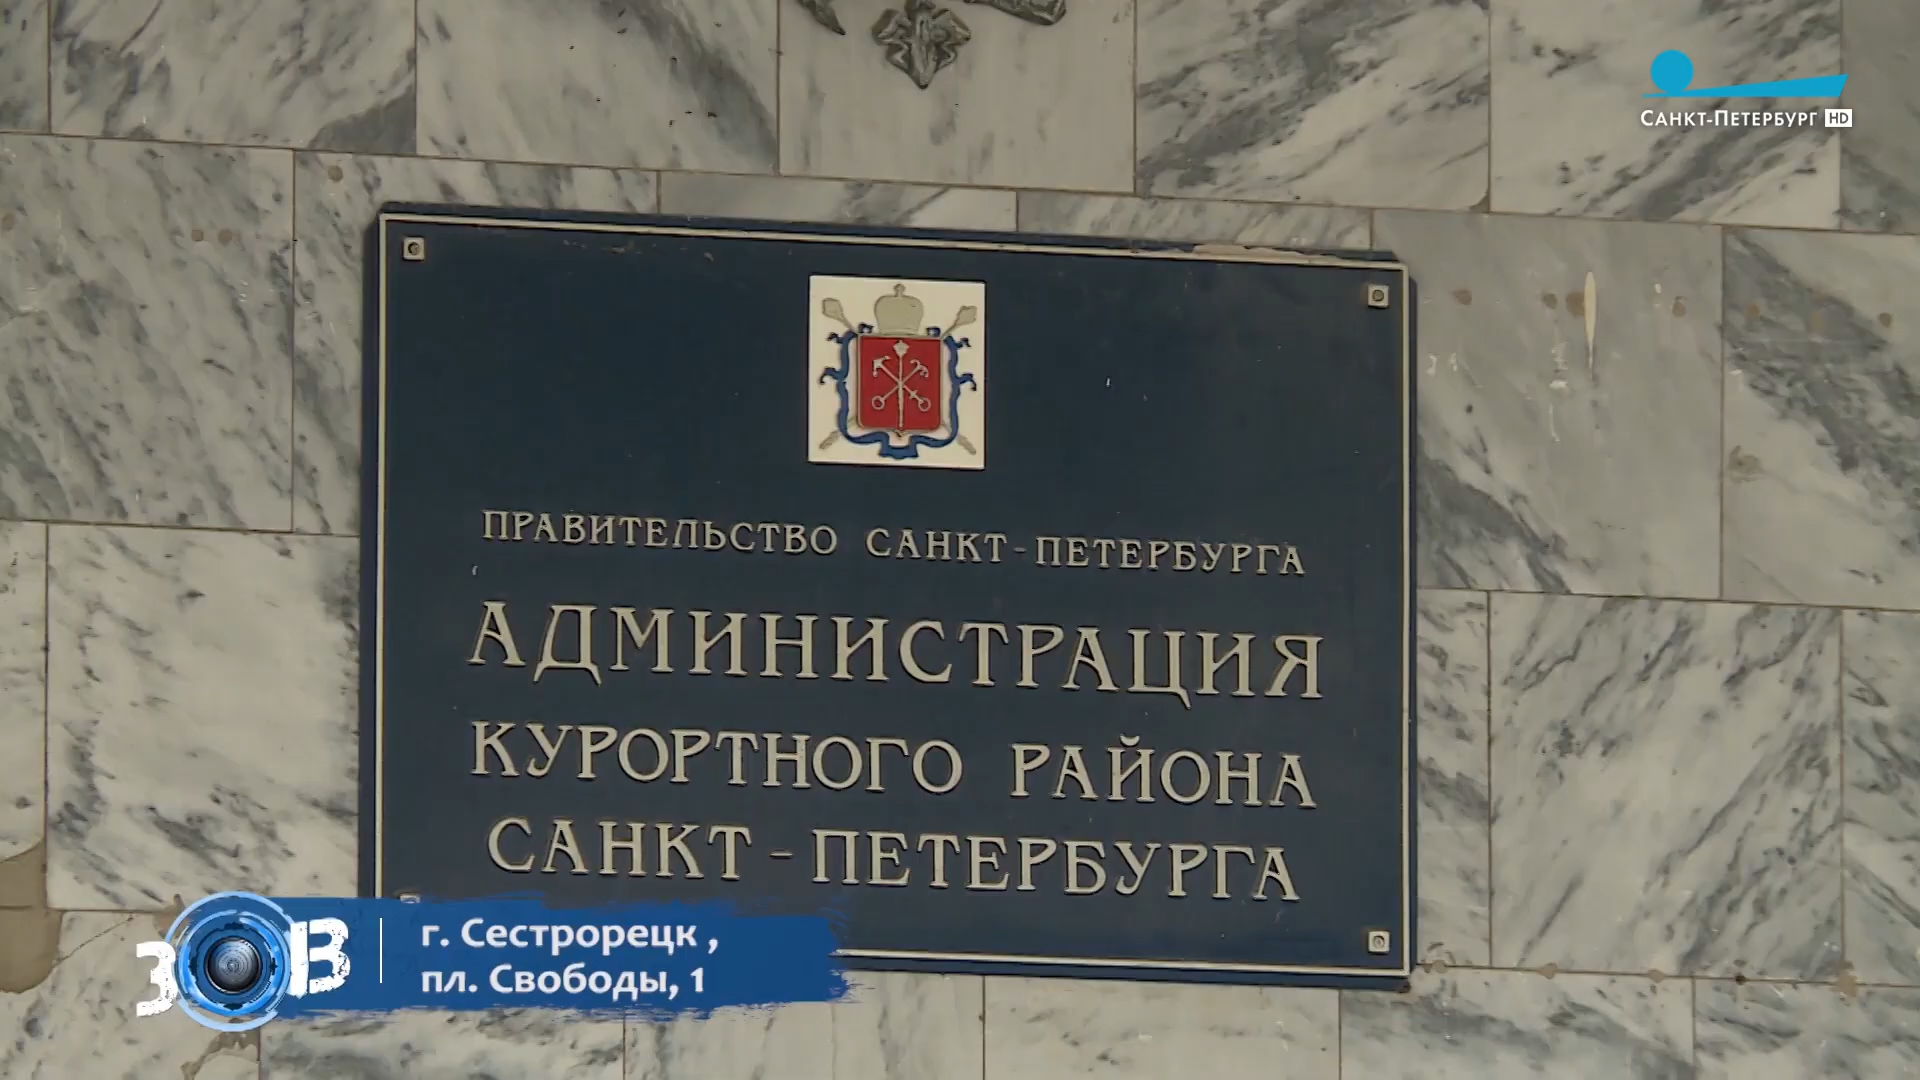 Санкт-Петербург HD
ПРАВИТЕЛЬСТВО САНКТ-ПЕТЕРБУРГА
АДМИНИСТРАЦИЯ
КУРОРТНОГО РАЙОНА
САНКТ-ПЕТЕРБУРГА
ЗОВ
г. Сестрорецк ,
пл. Свободы, 1